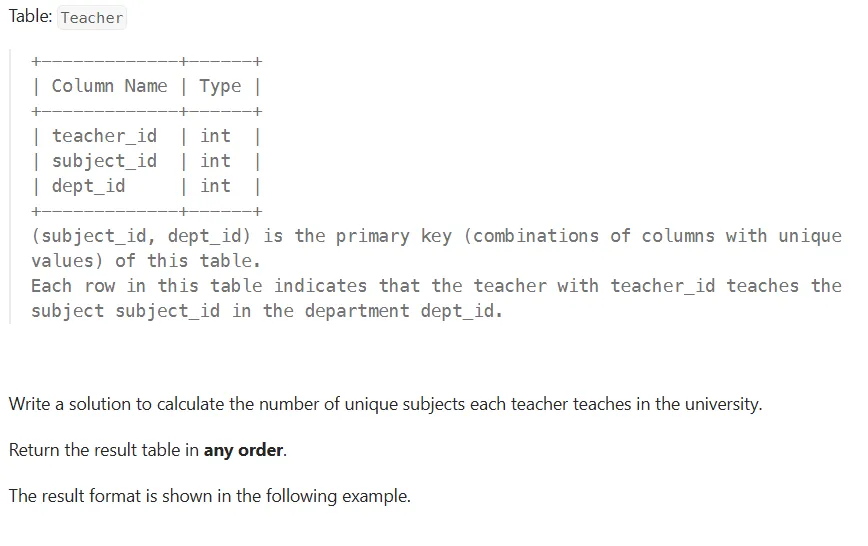 Table: Teacher
+-------------+------+
| Column Name | Type |
+-------------+------+
| teacher_id  | int  |
| subject_id  | int  |
| dept_id     | int  |
+-------------+------+
(subject_id, dept_id) is the primary key (combinations of columns with unique
values) of this table.
Each row in this table indicates that the teacher with teacher_id teaches the
subject subject_id in the department dept_id.
Write a solution to calculate the number of unique subjects each teacher teaches in the university.
Return the result table in any order.
The result format is shown in the following example.